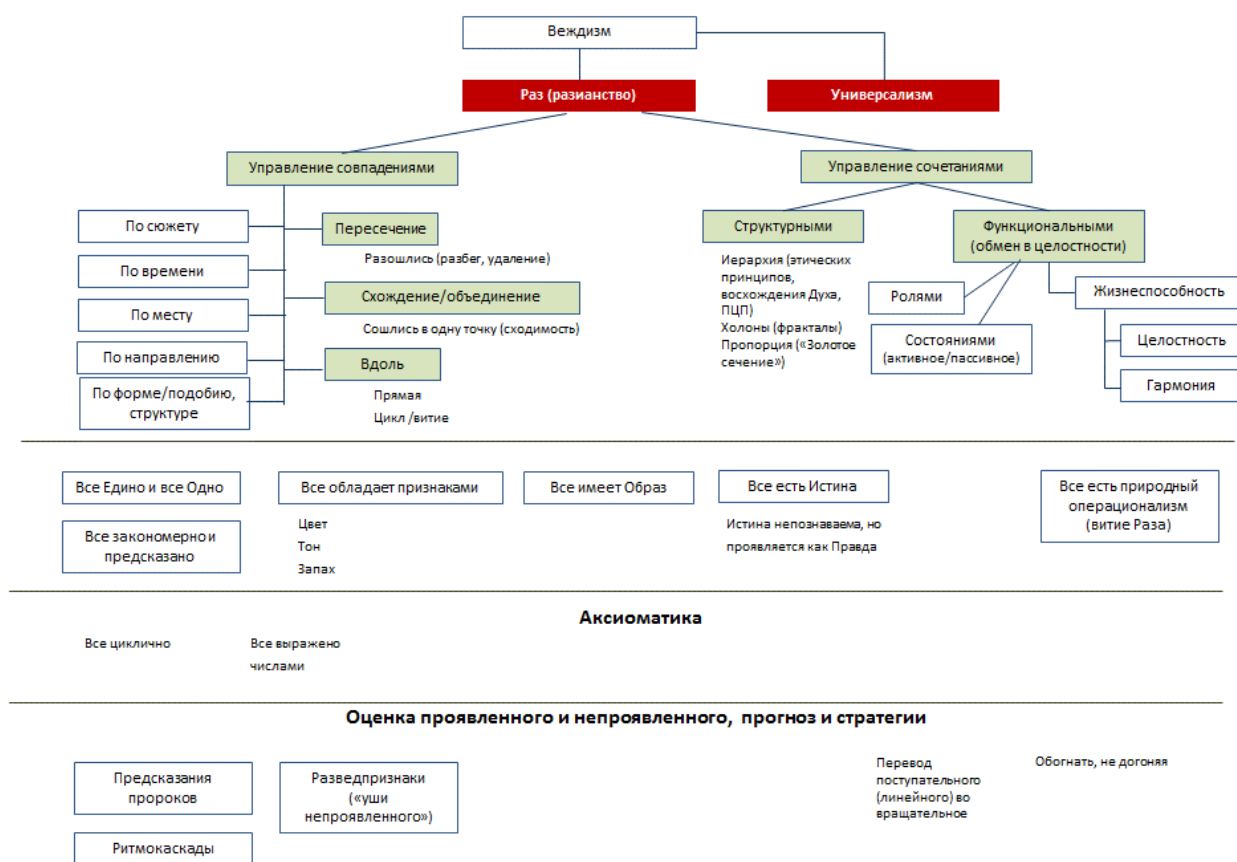 Веждизм
Раз (разианство)
Универсализм
Управление совпадениями
Управление сочетаниями
По сюжету
По времени
По месту
По направлению
По форме/подобию,
структуре
Пересечение
Разошлись (разбег, удаление)
Схождение/объединение
Сошлись в одну точку (сходимость)
Вдоль
Прямая
Цикл /витие
Структурными
Иерархия (этических
принципов,
восхождения Духа,
ПЦП)
Холоны (фракталы)
Пропорция («Золотое
сечение»)
Функциональными
(обмен в целостности)
Ролями
Состояниями
(активное/пассивное)
Жизнеспособность
Целостность
Гармония
Все Едино и все Одно
Все закономерно и
предсказано
Все обладает признаками
Цвет
Тон
Запах
Все имеет Образ
Все есть Истина
Истина непознаваема, но
проявляется как Правда
Все есть природный
операционализм
(витие Раза)
Аксиоматика
Все циклично
Все выражено
числами
Оценка проявленного и непроявленного, прогноз и стратегии
Предсказания
пророков
Ритмокаскады
Разведпризнаки
(«уши
непроявленного»)
Перевод
поступательного
(линейного) во
вращательное
Обогнать, не догоняя